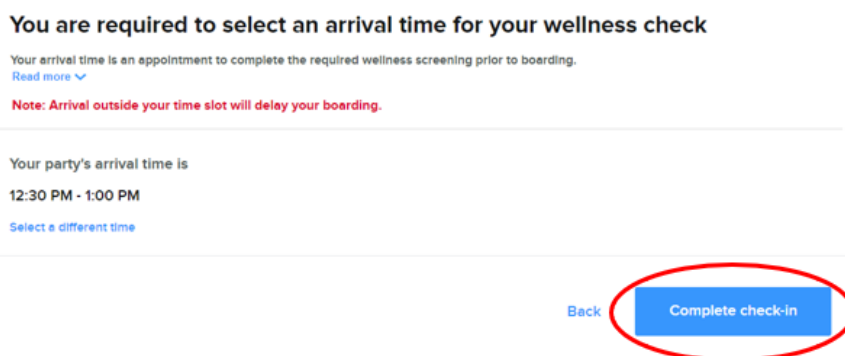 You are required to select an arrival time for your wellness check
Your arrival time is an appointment to complete the required wellness screening prior to boarding.
Read more
Note: Arrival outside your time slot will delay your boarding.
Your party's arrival time is
12:30 PM - 1:00 PM
Select a different time
Back
Complete check-in